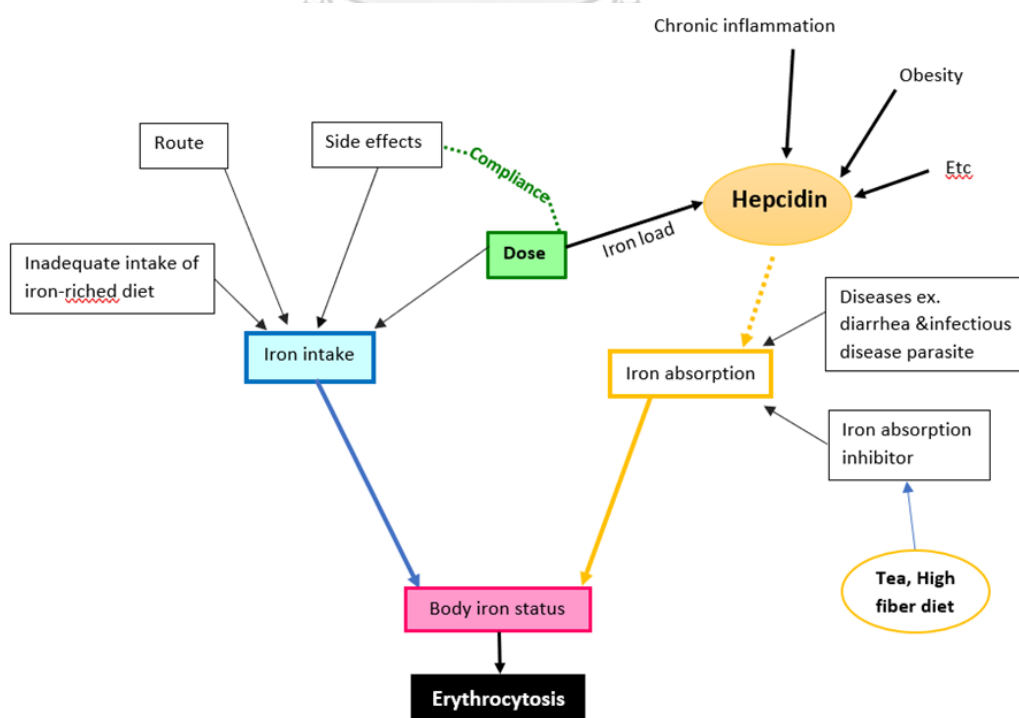 Chronic inflammation
Obesity
Etc
Route
Side effects
Compliance
Hepcidin
Dose
Iron load
Inadequate intake of
iron-riched diet
Diseases ex.
diarrhea &infectious
disease parasite
Iron intake
Iron absorption
Iron absorption
inhibitor
Tea, High
fiber diet
Body iron status
Erythrocytosis